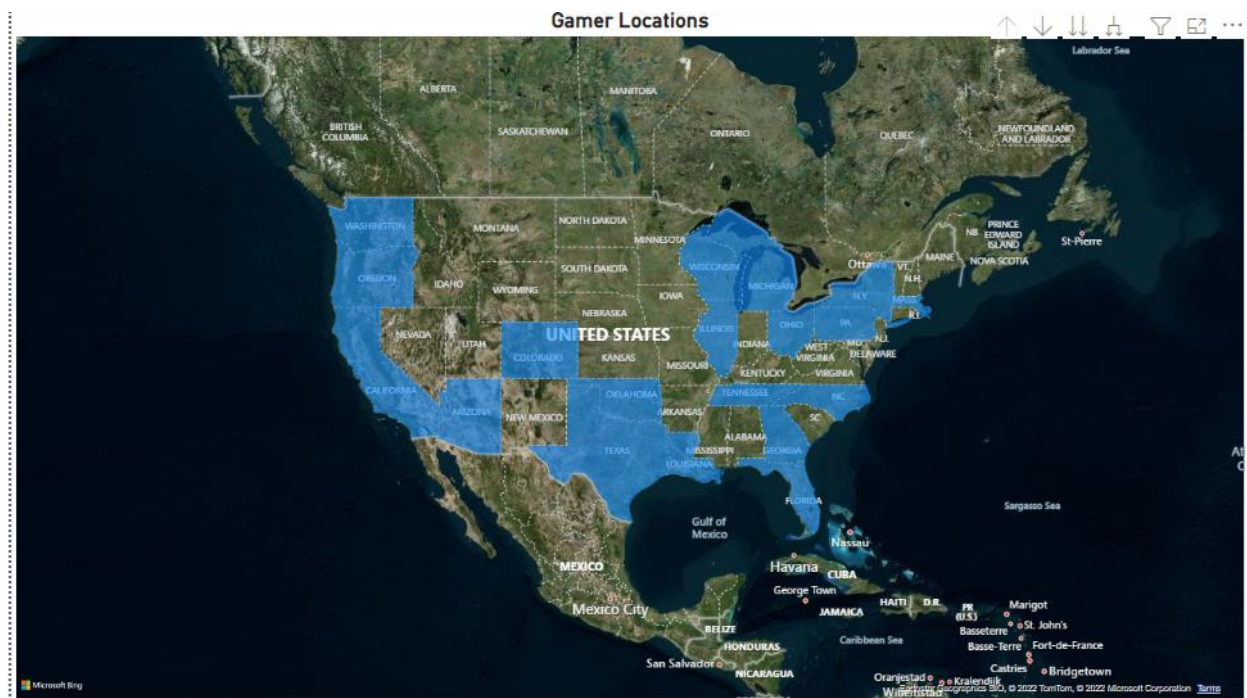 Gamer Locations
Labrador Sea
ALBERTA
MANITOBA
BRITISH
COLUMBIA
SASKATCHEWAN
ONTARIO
QUEBEC
NEWFOUNDLAND
AND LABRADOR
WASHINGTON
MONTANA
NORTH DAKOTA
MINNESOTA
Ottawa
VT.
MAINE
NB
PRINCE
EDWARD
ISLAND
NOVA SCOTIA
St-Pierre
OREGON
IDAHO
WYOMING
SOUTH DAKOTA
WISCONSIN
MICHIGAN
N.H.
IOWA
N.Y.
MASS
R.I.
NEBRASKA
NEVADA
UTAH
COLORADO
UNITED STATES
KANSAS
MISSOURI
ILLINOIS
INDIANA
OHIO
PA
N.J.
MD.
DELAWARE
WEST
VIRGINIA
KENTUCKY
VIRGINIA
CALIFORNIA
ARIZONA
NEW MEXICO
OKLAHOMA
ARKANSAS
TENNESSEE
NC
SC
TEXAS
LOUISIANA
MISSISSIPPI
ALABAMA
GEORGIA
FLORIDA
Gulf of
Mexico
Sargasso Sea
Nassau
MEXICO
Mexico City
Havana
CUBA
George Town
JAMAICA
HAITI
D.R.
PR
(U.S.)
Marigot
St. John's
Basseterre
Basse-Terre
Fort-de-France
Castries
Bridgetown
BELIZE
HONDURAS
San Salvador
NICARAGUA
Caribbean Sea
Oranjestad
Kralendijk
Willemstad
Microsoft Bing
Earthstar Geographics SIO, © 2022 TomTom, © 2022 Microsoft Corporation Terms